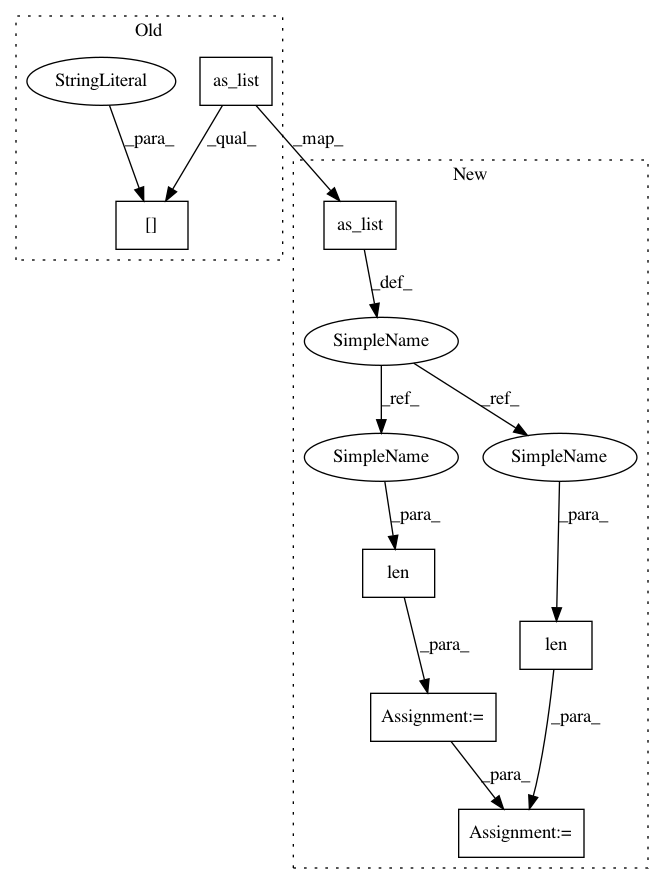 Old
StringLiteral
as_list
_para_
_qual_
_map_
New
[]
as_list
_def_
SimpleName
_ref_
_ref_
SimpleName
SimpleName
_para_
_para_
len
len
_para_
Assignment:=
_para_
_para_
Assignment:=